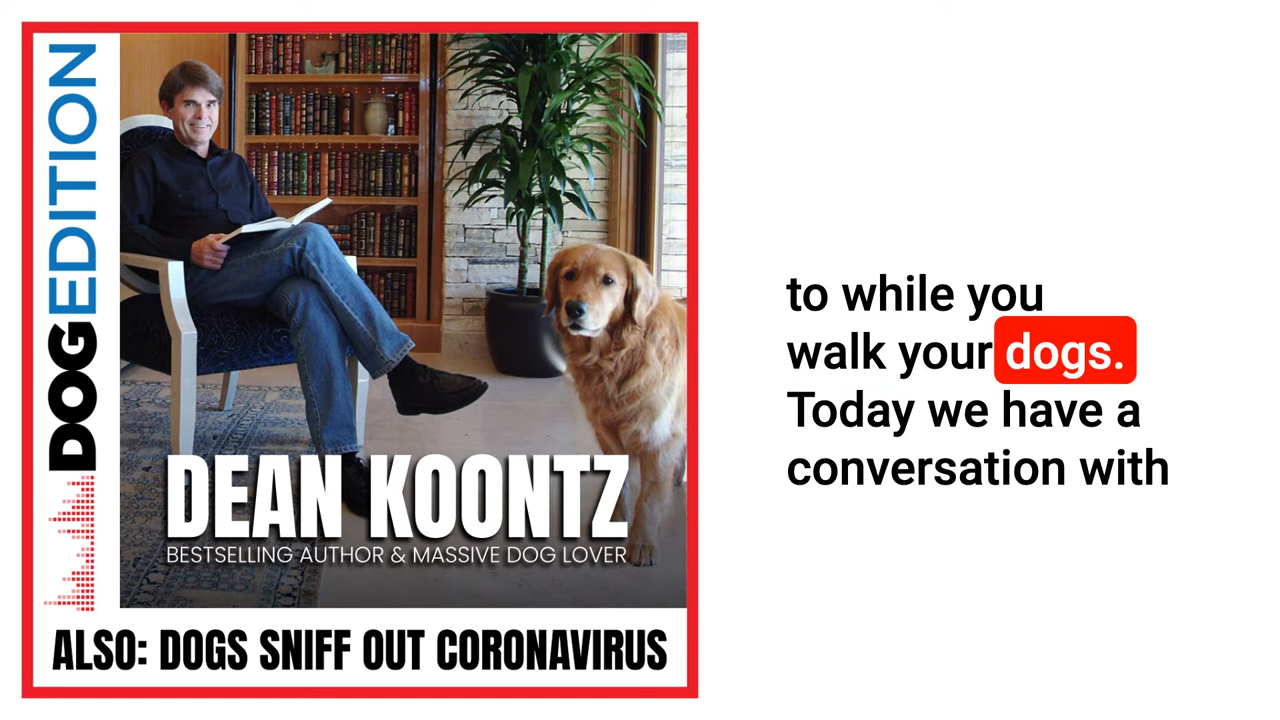 DOGEDITION
DEAN KOONTZ
BESTSELLING AUTHOR & MASSIVE DOG LOVER
ALSO: DOGS SNIFF OUT CORONAVIRUS
to while you
walk your dogs.
Today we have a
conversation with